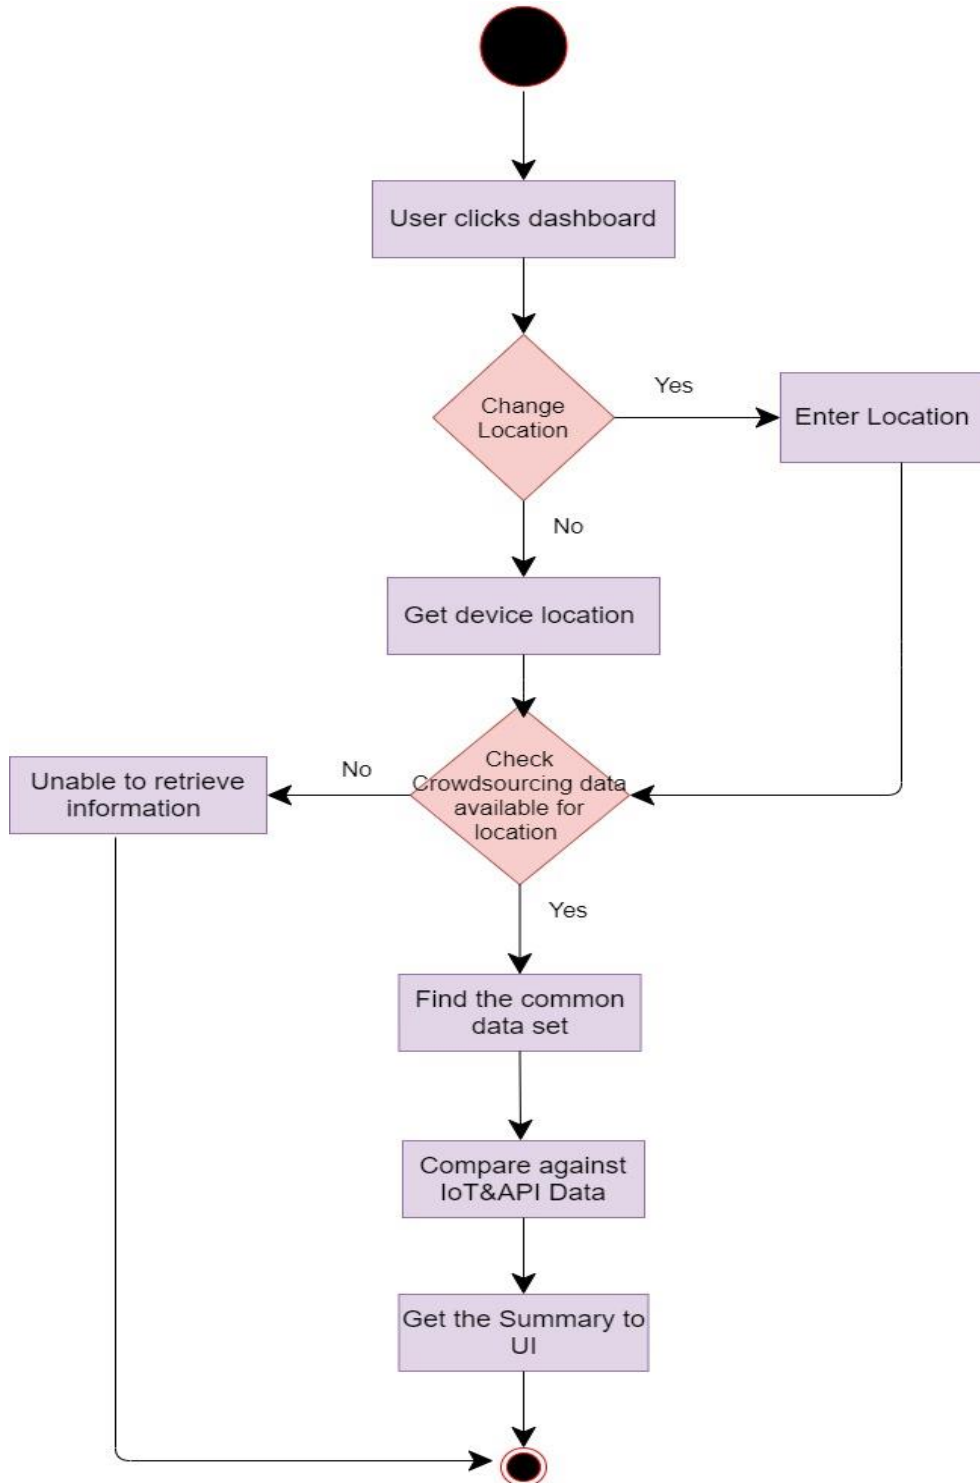 User clicks dashboard
Change
Location
Yes
Enter Location
No
Get device location
Check
Crowdsourcing data
available for
location
No
Unable to retrieve
information
Yes
Find the common
data set
Compare against
IoT&API Data
Get the Summary to
UI